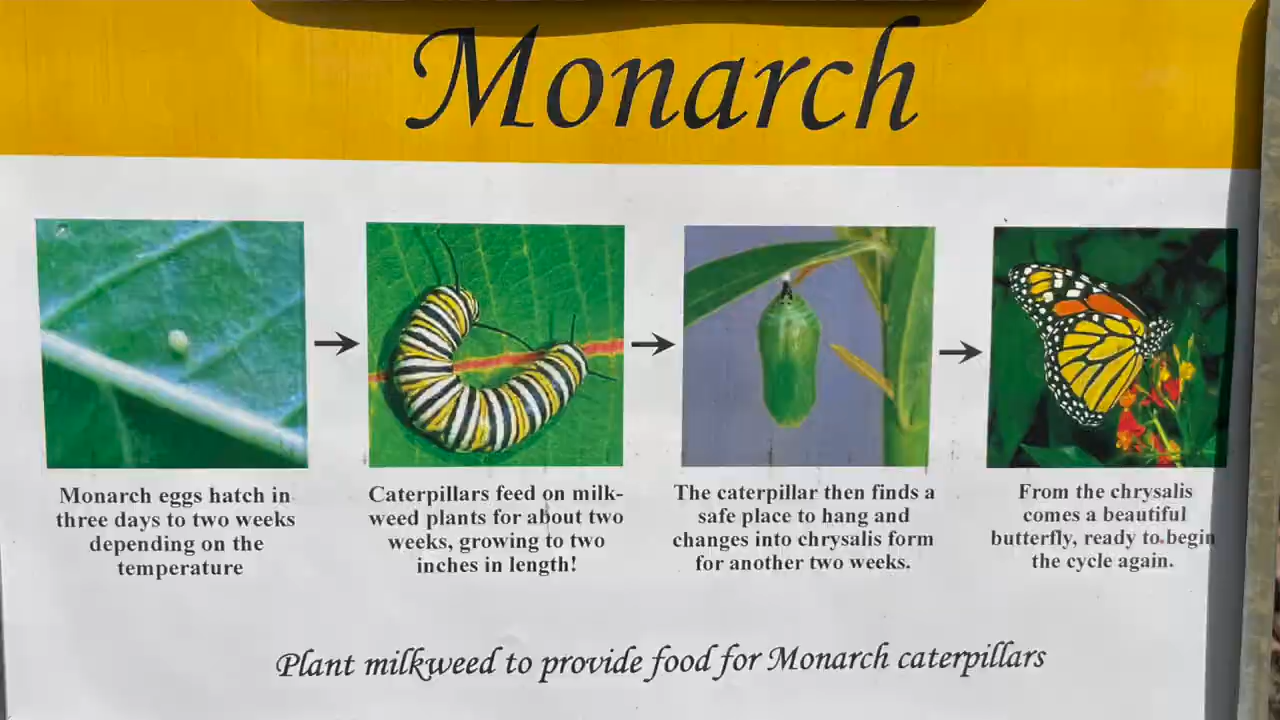 Monarch
Monarch eggs hatch in
three days to two weeks
depending on the
temperature
Caterpillars feed on milk-
weed plants for about two
weeks, growing to two
inches in length!
The caterpillar then finds a
safe place to hang and
changes into chrysalis form
for another two weeks.
From the chrysalis
comes a beautiful
butterfly, ready to begin
the cycle again.
Plant milkweed to provide food for Monarch caterpillars